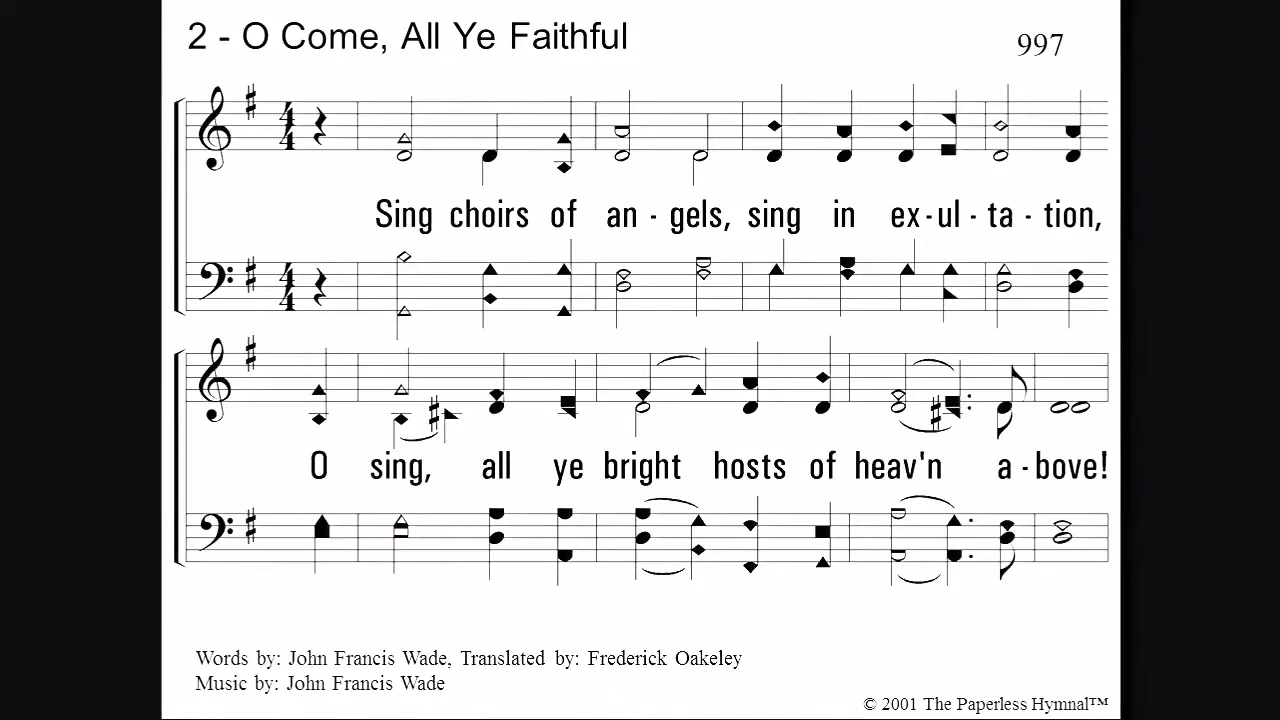 2 - O Come, All Ye Faithful
997
Sing choirs of an - gels, sing in ex - ul - ta - tion,
O sing, all ye bright hosts of heav'n a - bove!
Words by: John Francis Wade, Translated by: Frederick Oakeley
Music by: John Francis Wade
© 2001 The Paperless Hymnal™